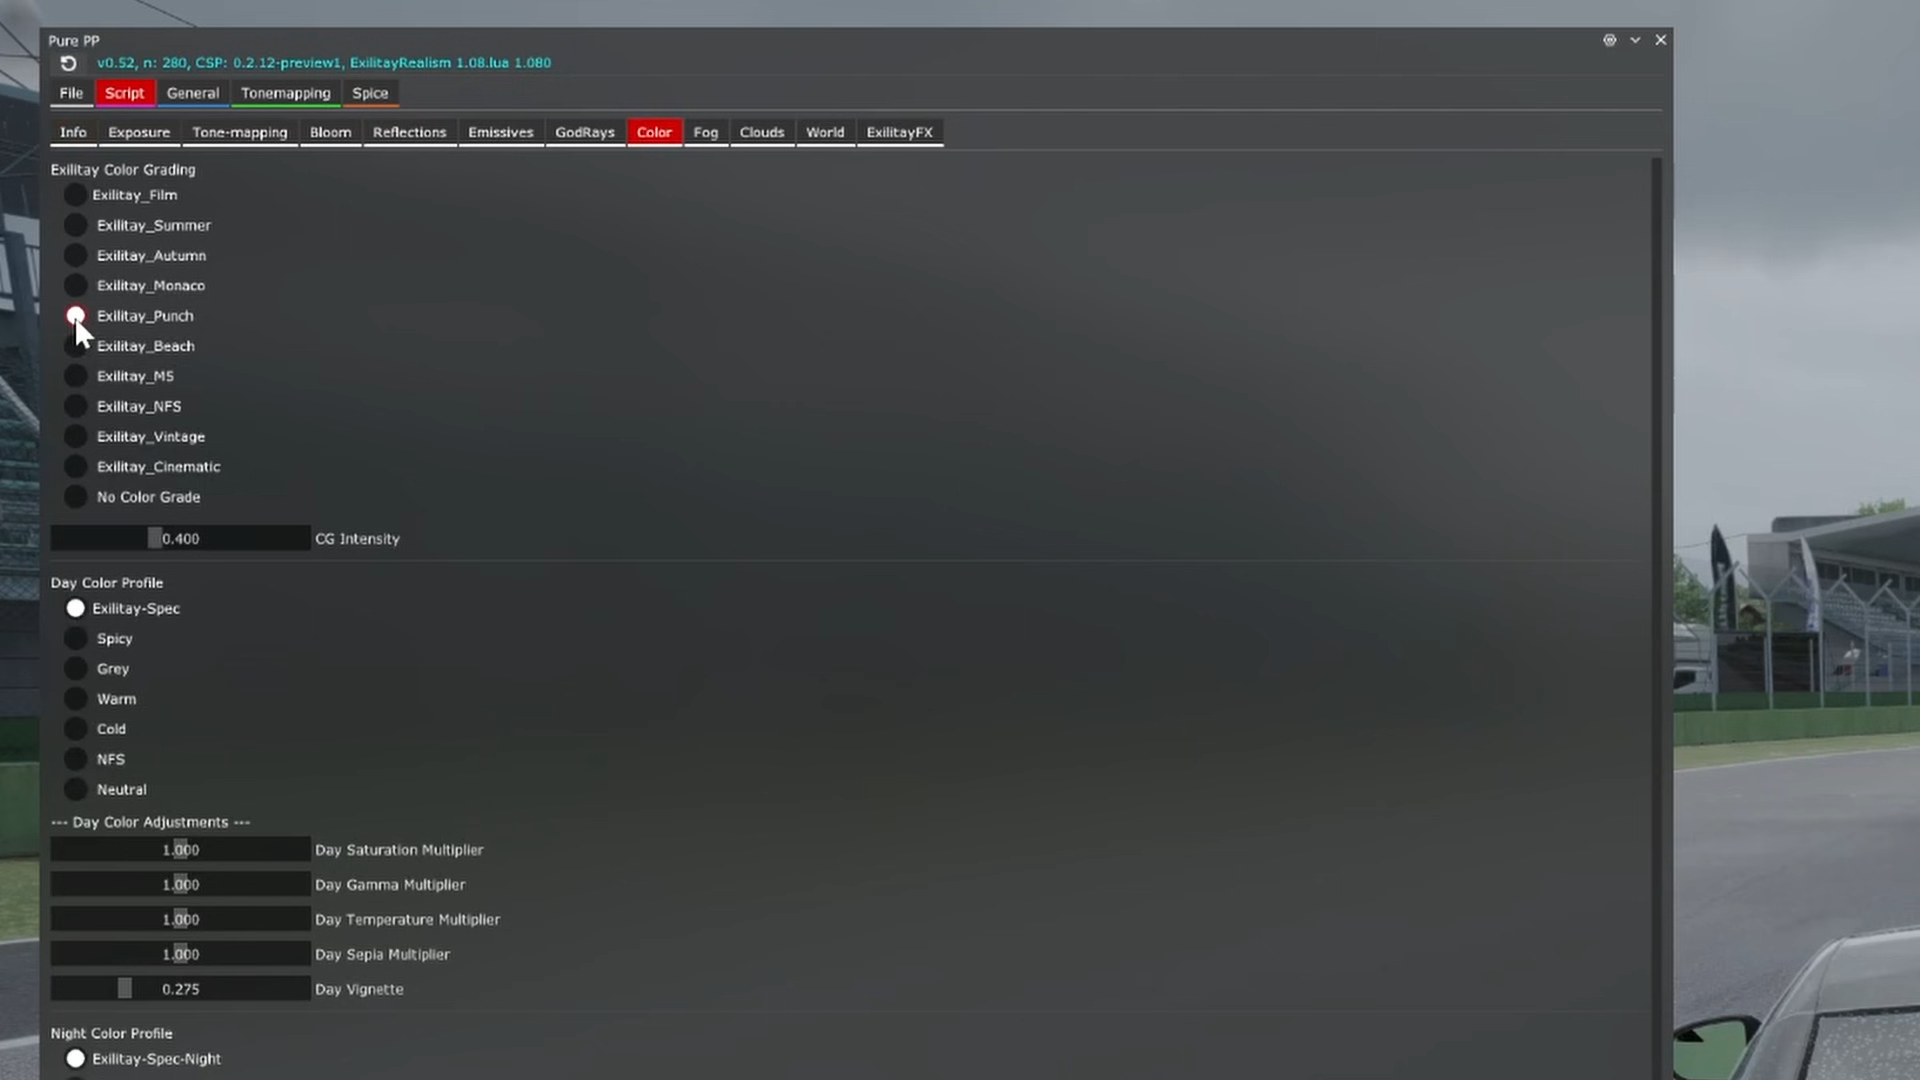 Pure PP
v0.52, n: 280, CSP: 0.2.12-preview1, ExilitayRealism 1.08.lua 1.080
File Script General Tonemapping Spice
Info Exposure Tone-mapping Bloom Reflections Emissives GodRays Color Fog Clouds World ExilitayFX
Exilitay Color Grading
Exilitay_Film
Exilitay_Summer
Exilitay_Autumn
Exilitay_Monaco
Exilitay_Punch
Exilitay_Beach
Exilitay_MS
Exilitay_NFS
Exilitay_Vintage
Exilitay_Cinematic
No Color Grade
0.400 CG Intensity
Day Color Profile
Exilitay-Spec
Spicy
Grey
Warm
Cold
NFS
Neutral
--- Day Color Adjustments ---
1.000 Day Saturation Multiplier
1.000 Day Gamma Multiplier
1.000 Day Temperature Multiplier
1.000 Day Sepia Multiplier
0.275 Day Vignette
Night Color Profile
Exilitay-Spec-Night